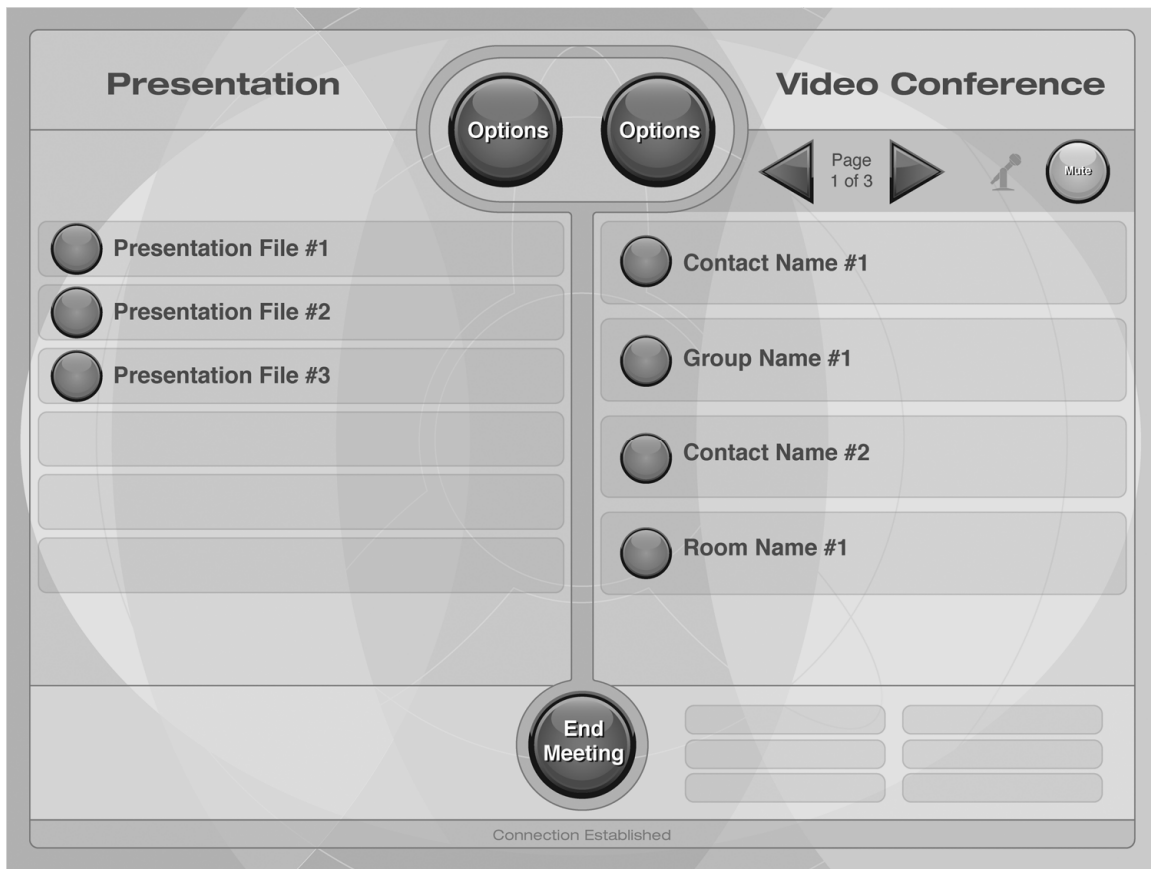 Presentation
Options
Options
Video Conference
Page
1 of 3
Mute
Presentation File #1
Presentation File #2
Presentation File #3
Contact Name #1
Group Name #1
Contact Name #2
Room Name #1
End
Meeting
Connection Established